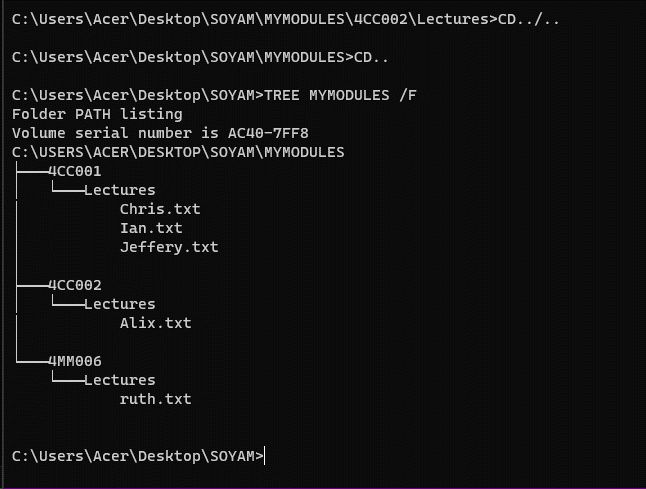 C:\Users\Acer\Desktop\SOYAM\MYMODULES\4CC002\Lectures>CD../..
C:\Users\Acer\Desktop\SOYAM\MYMODULES>CD..
C:\Users\Acer\Desktop\SOYAM>TREE MYMODULES /F
Folder PATH listing
Volume serial number is AC40-7FF8
C:\USERS\ACER\DESKTOP\SOYAM\MYMODULES
├───4CC001
│   └───Lectures
│           Chris.txt
│           Ian.txt
│           Jeffery.txt
│
├───4CC002
│   └───Lectures
│           Alix.txt
│
└───4MM006
    └───Lectures
            ruth.txt
C:\Users\Acer\Desktop\SOYAM>